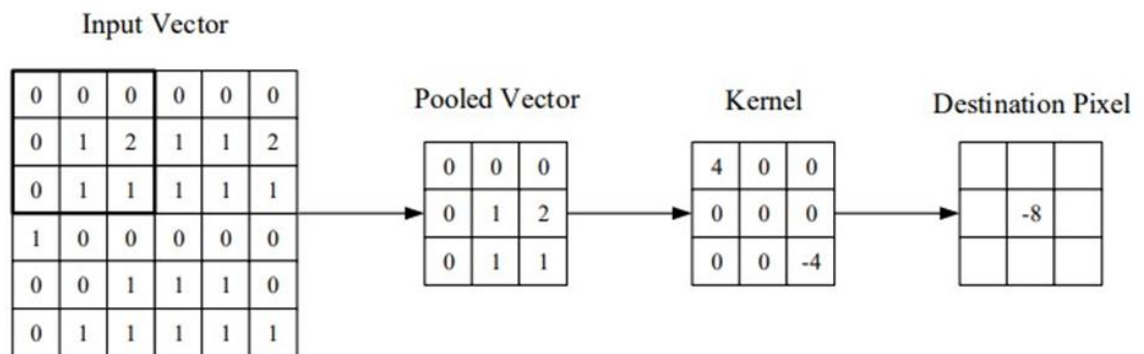 Input Vector
Pooled Vector
Kernel
Destination Pixel
0 0 0 0 0 0
0 1 2 1 1 2
0 1 1 1 1 1
1 0 0 0 0 0
0 0 1 1 1 0
0 1 1 1 1 1
0 0 0
0 1 2
0 1 1
4 0 0
0 0 0
0 0 -4
-8